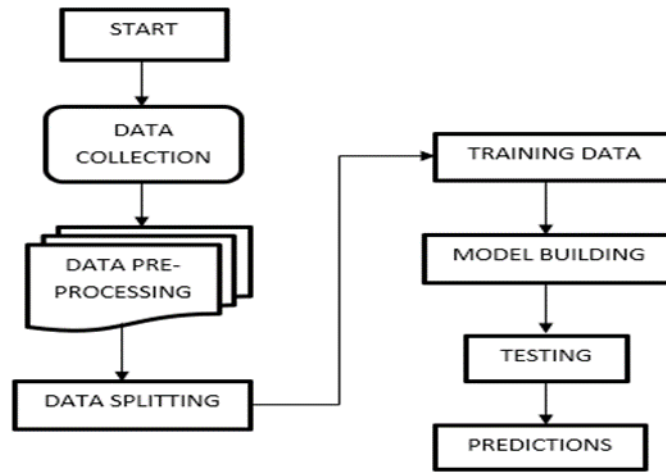 START
DATA
COLLECTION
DATA PRE-
PROCESSING
DATA SPLITTING
TRAINING DATA
MODEL BUILDING
TESTING
PREDICTIONS